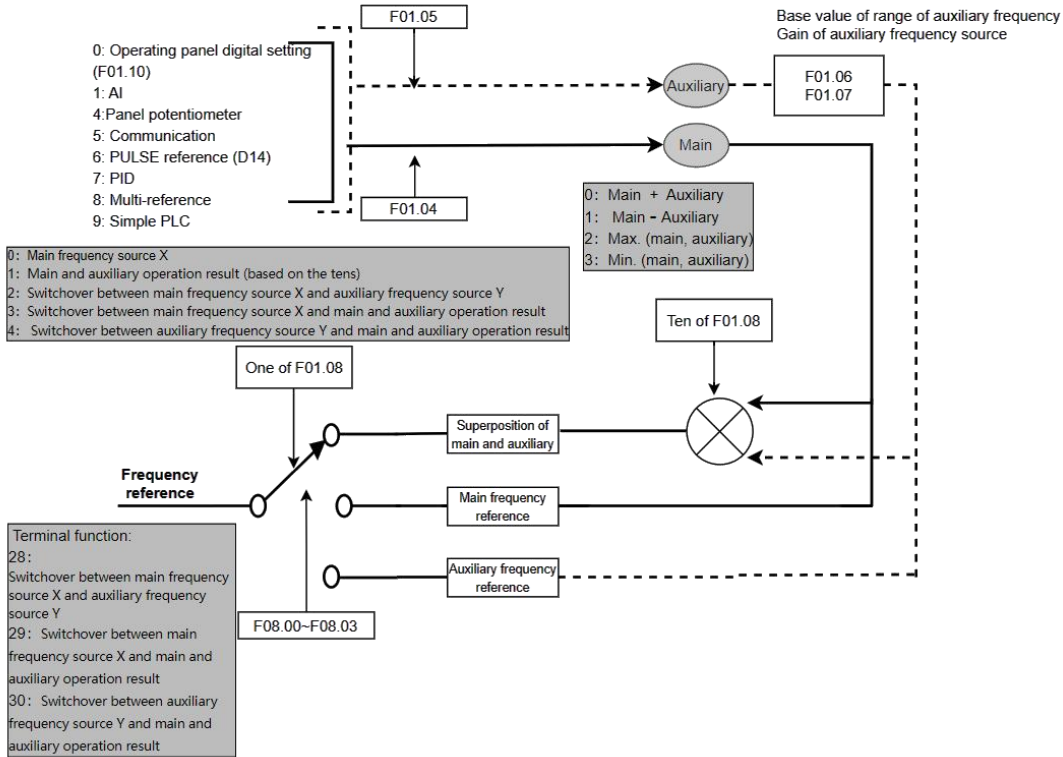 F01.05
Base value of range of auxiliary frequency
Gain of auxiliary frequency source
0: Operating panel digital setting
(F01.10)
1: AI
4:Panel potentiometer
5: Communication
6: PULSE reference (D14)
7: PID
8: Multi-reference
9: Simple PLC
Auxiliary
F01.06
F01.07
Main
F01.04
0: Main + Auxiliary
1: Main - Auxiliary
2: Max. (main, auxiliary)
3: Min. (main, auxiliary)
0: Main frequency source X
1: Main and auxiliary operation result (based on the tens)
2: Switchover between main frequency source X and auxiliary frequency source Y
3: Switchover between main frequency source X and main and auxiliary operation result
4: Switchover between auxiliary frequency source Y and main and auxiliary operation result
Ten of F01.08
One of F01.08
Superposition of
main and auxiliary
Frequency
reference
Main frequency
reference
Auxiliary frequency
reference
Terminal function:
28:
Switchover between main frequency
source X and auxiliary frequency
source Y
29: Switchover between main
frequency source X and main and
auxiliary operation result
30: Switchover between auxiliary
frequency source Y and main and
auxiliary operation result
F08.00~F08.03